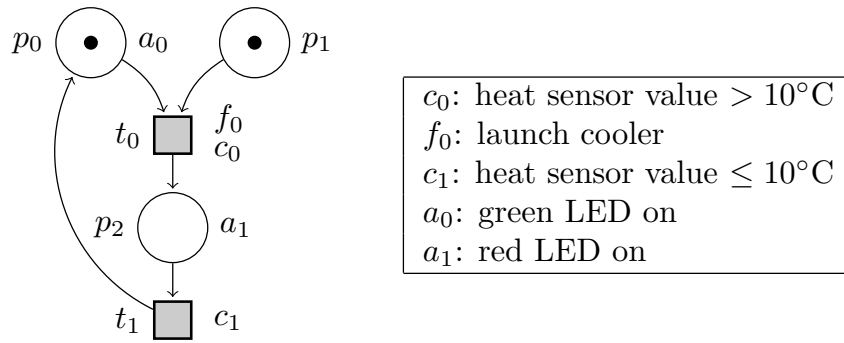 p₀ a₀ p₁
t₀ f₀
c₀
p₂ a₁
t₁ c₁
c₀: heat sensor value > 10°C
f₀: launch cooler
c₁: heat sensor value ≤ 10°C
a₀: green LED on
a₁: red LED on